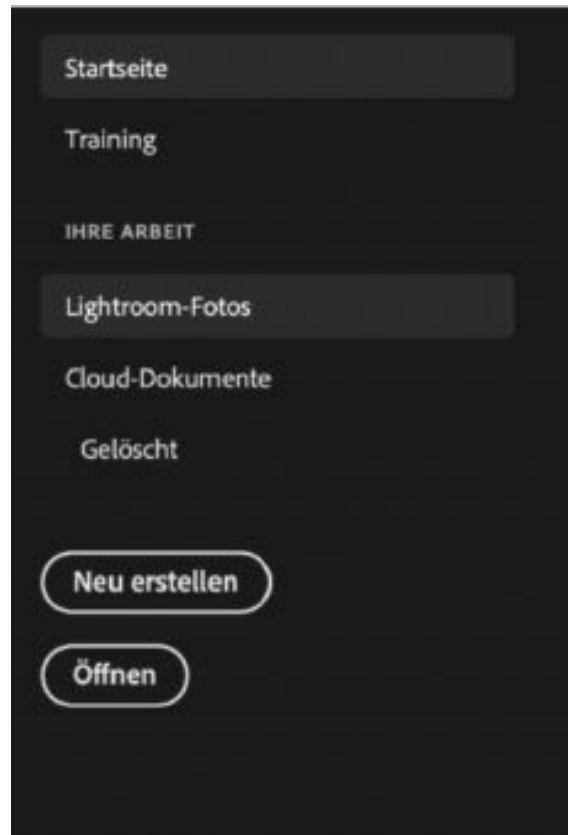 Startseite
Training
IHRE ARBEIT
Lightroom-Fotos
Cloud-Dokumente
Gelöscht
Neu erstellen
Öffnen